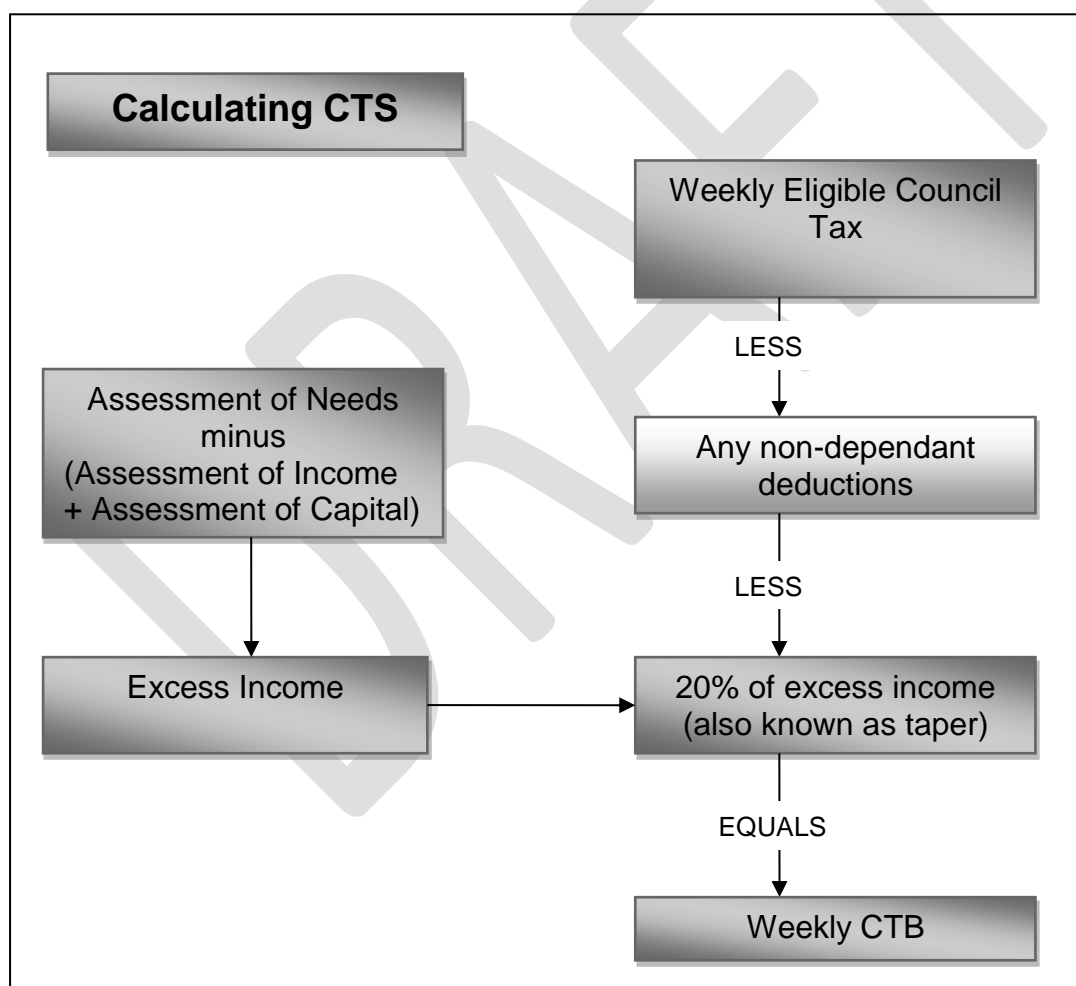 Calculating CTS
Weekly Eligible Council
Tax
LESS
Assessment of Needs
minus
(Assessment of Income
+ Assessment of Capital)
Any non-dependant
deductions
LESS
Excess Income
20% of excess income
(also known as taper)
EQUALS
Weekly CTB
DRAFT